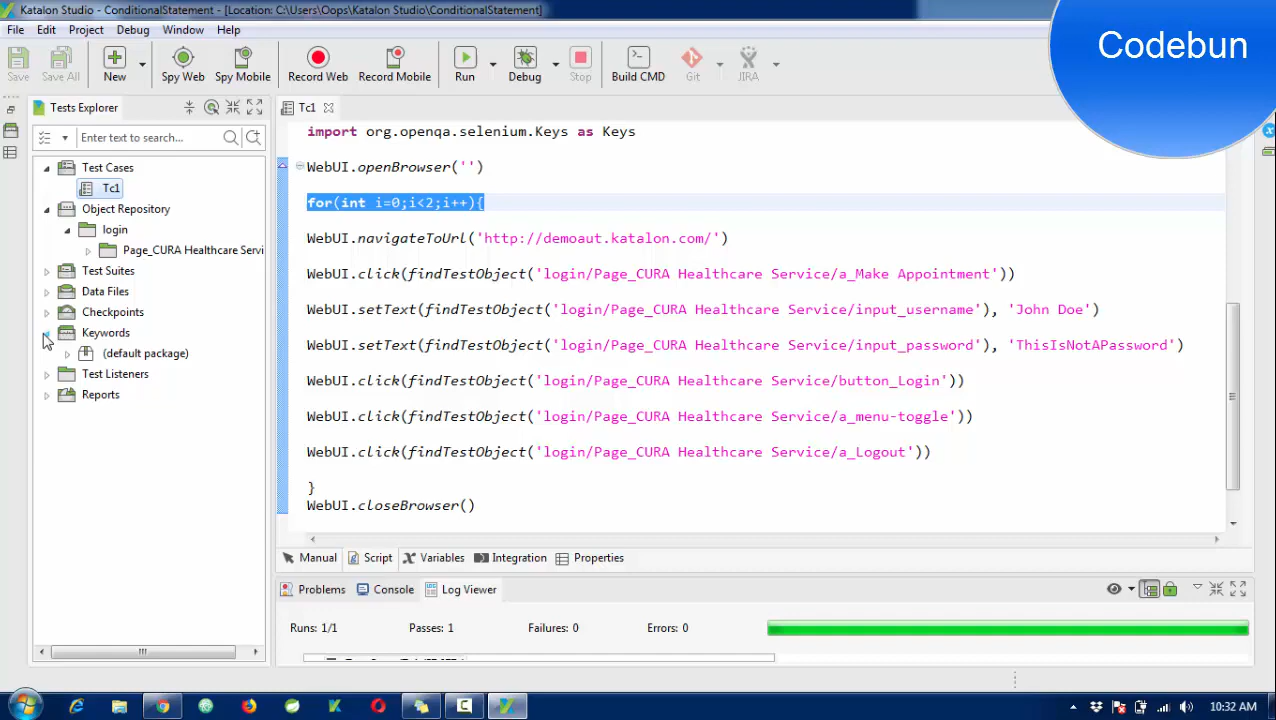 Katalon Studio - ConditionalStatement - [Location: C:\Users\Oops\Katalon Studio\ConditionalStatement]
Codebun
File Edit Project Debug Window Help
Save Save All New Spy Web Spy Mobile Record Web Record Mobile Run Debug Stop Build CMD Git JIRA
Tests Explorer
Enter text to search...
Test Cases
Tc1
Object Repository
login
Page_CURA Healthcare Servi
Test Suites
Data Files
Checkpoints
Keywords
(default package)
Test Listeners
Reports
Tc1
import org.openqa.selenium.Keys as Keys
WebUI.openBrowser('')
for(int i=0;i<2;i++){
WebUI.navigateToUrl('http://demoaut.katalon.com/')
WebUI.click(findTestObject('login/Page_CURA Healthcare Service/a_Make Appointment'))
WebUI.setText(findTestObject('login/Page_CURA Healthcare Service/input_username'), 'John Doe')
WebUI.setText(findTestObject('login/Page_CURA Healthcare Service/input_password'), 'ThisIsNotAPassword')
WebUI.click(findTestObject('login/Page_CURA Healthcare Service/button_Login'))
WebUI.click(findTestObject('login/Page_CURA Healthcare Service/a_menu-toggle'))
WebUI.click(findTestObject('login/Page_CURA Healthcare Service/a_Logout'))
}
WebUI.closeBrowser()
Manual Script Variables Integration Properties
Problems Console Log Viewer
Runs: 1/1 Passes: 1 Failures: 0 Errors: 0
10:32 AM